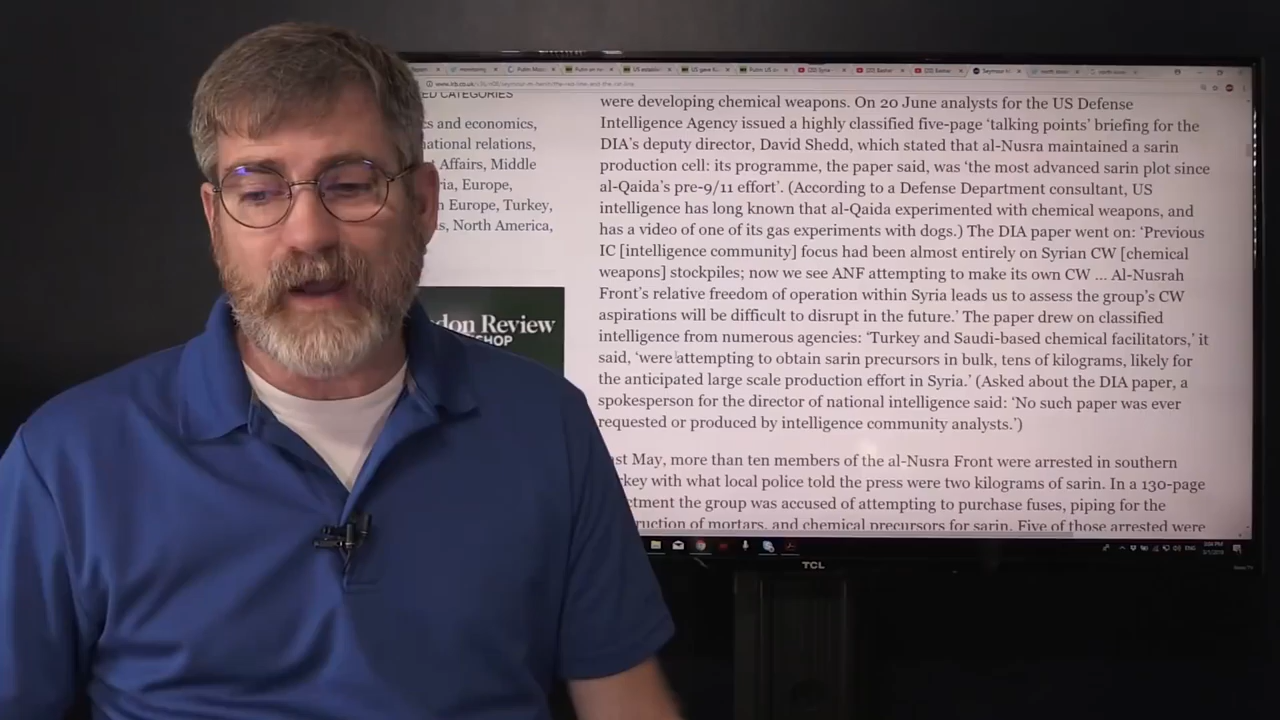 www.lrb.co.uk
ED CATEGORIES
cs and economics,
national relations,
Affairs, Middle
ria, Europe,
n Europe, Turkey,
s, North America,
don Review
SHOP
were developing chemical weapons. On 20 June analysts for the US Defense
Intelligence Agency issued a highly classified five-page ‘talking points’ briefing for the
DIA’s deputy director, David Shedd, which stated that al-Nusra maintained a sarin
production cell: its programme, the paper said, was ‘the most advanced sarin plot since
al-Qaida’s pre-9/11 effort’. (According to a Defense Department consultant, US
intelligence has long known that al-Qaida experimented with chemical weapons, and
has a video of one of its gas experiments with dogs.) The DIA paper went on: ‘Previous
IC [intelligence community] focus had been almost entirely on Syrian CW [chemical
weapons] stockpiles; now we see ANF attempting to make its own CW ... Al-Nusrah
Front’s relative freedom of operation within Syria leads us to assess the group’s CW
aspirations will be difficult to disrupt in the future.’ The paper drew on classified
intelligence from numerous agencies: ‘Turkey and Saudi-based chemical facilitators,’ it
said, ‘were attempting to obtain sarin precursors in bulk, tens of kilograms, likely for
the anticipated large scale production effort in Syria.’ (Asked about the DIA paper, a
spokesperson for the director of national intelligence said: ‘No such paper was ever
requested or produced by intelligence community analysts.’)
st May, more than ten members of the al-Nusra Front were arrested in southern
rkey with what local police told the press were two kilograms of sarin. In a 130-page
ctment the group was accused of attempting to purchase fuses, piping for the
ruction of mortars, and chemical precursors for sarin. Five of those arrested were
TCL